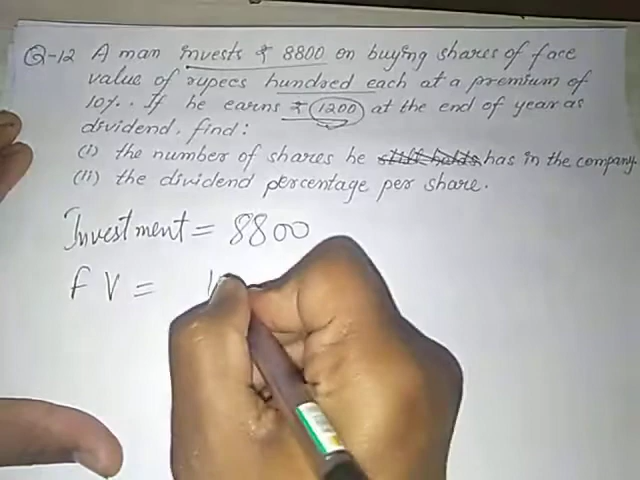 Q-12 A man invests ₹ 8800 on buying shares of face
value of rupees hundred each at a premium of
10%. If he earns ₹ 1200 at the end of year as
dividend, find:
(i) the number of shares he has in the company.
(ii) the dividend percentage per share.
Investment = 8800
FV = 1